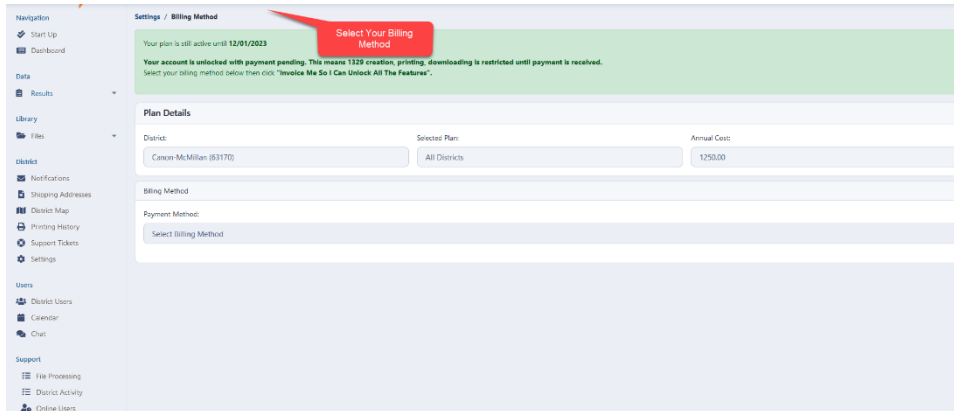 Navigation
Start Up
Dashboard
Data
Results
Library
Files
District
Notifications
Shipping Addresses
District Map
Printing History
Support Tickets
Settings
Users
District Users
Calendar
Chat
Support
File Processing
District Activity
Online Users
Settings / Billing Method
Select Your Billing
Method
Your plan is still active until 12/01/2023
Your account is unlocked with payment pending. This means 1329 creation, printing, downloading is restricted until payment is received.
Select your billing method below then click "Invoice Me So I Can Unlock All The Features".
Plan Details
District:
Selected Plan:
Annual Cost:
Canon-McMillan (63170)
All Districts
1250.00
Billing Method
Payment Method:
Select Billing Method